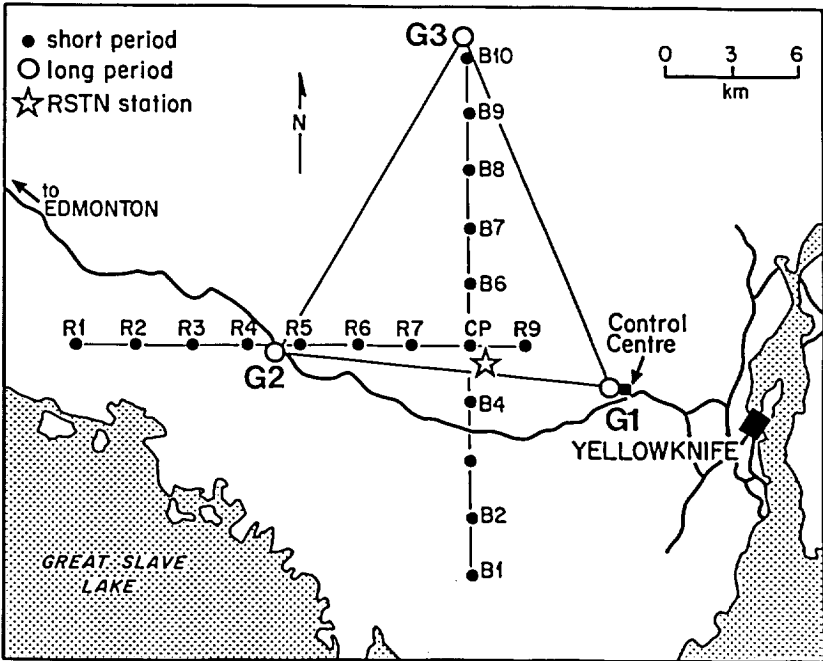 short period
long period
RSTN station
G3
B10
0 3 6
km
N
B9
B8
to
EDMONTON
B7
B6
R1 R2 R3 R4 R5 R6 R7 CP R9
Control
Centre
G2
G1
B4
YELLOWKNIFE
B2
B1
GREAT SLAVE
LAKE